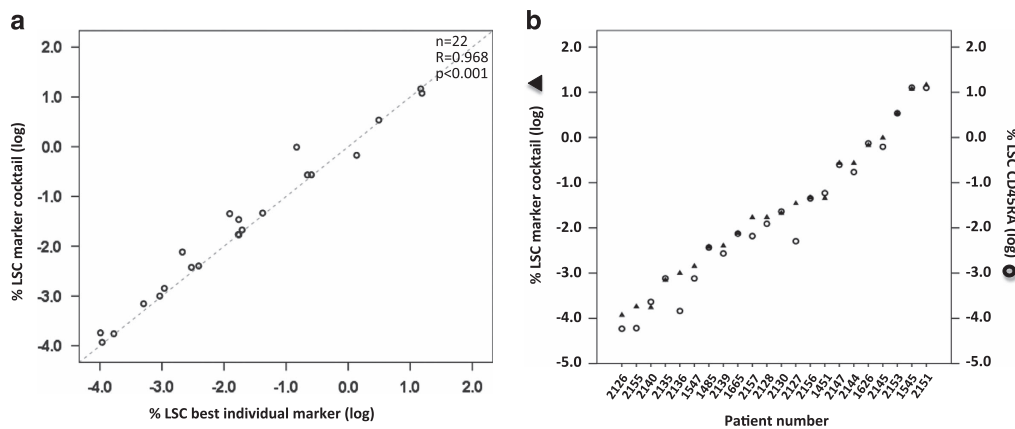 a
2.0
1.0
0.0
-1.0
-2.0
-3.0
-4.0
% LSC marker cocktail (log)
n=22
R=0.968
p<0.001
-4.0 -3.0 -2.0 -1.0 0.0 1.0 2.0
% LSC best individual marker (log)
b
2.0
1.0
0.0
-1.0
-2.0
-3.0
-4.0
-5.0
% LSC marker cocktail (log)
2.0
1.0
0.0
-1.0
-2.0
-3.0
-4.0
-5.0
% LSC CD45RA (log)
2126 2155 2140 2135 2136 1547 1485 2139 1665 2157 2128 2130 2127 2156 1451 2147 2144 1626 2145 2153 1545 2151
Patient number